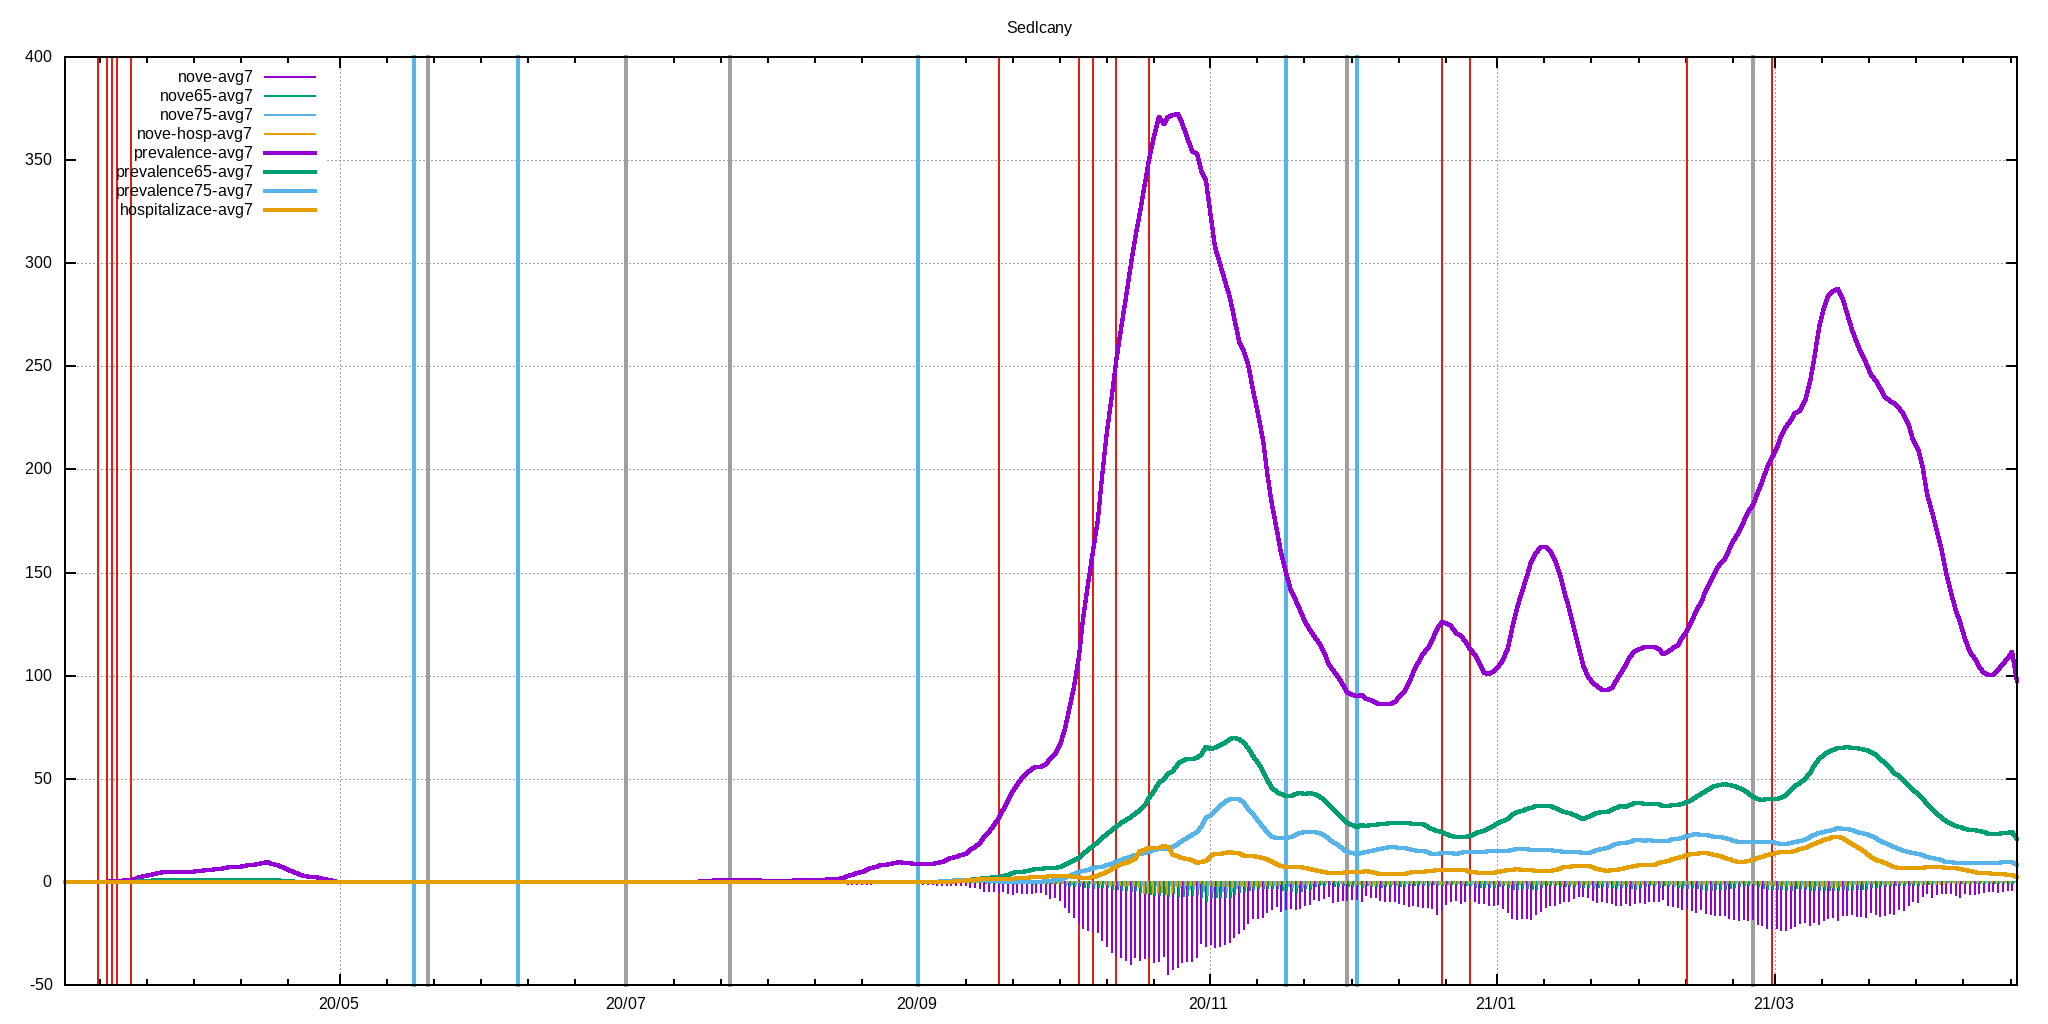 Sedlcany
400
350
300
250
200
150
100
50
0
-50
nove-avg7
nove65-avg7
nove75-avg7
nove-hosp-avg7
prevalence-avg7
prevalence65-avg7
prevalence75-avg7
hospitalizace-avg7
20/05 20/07 20/09 20/11 21/01 21/03